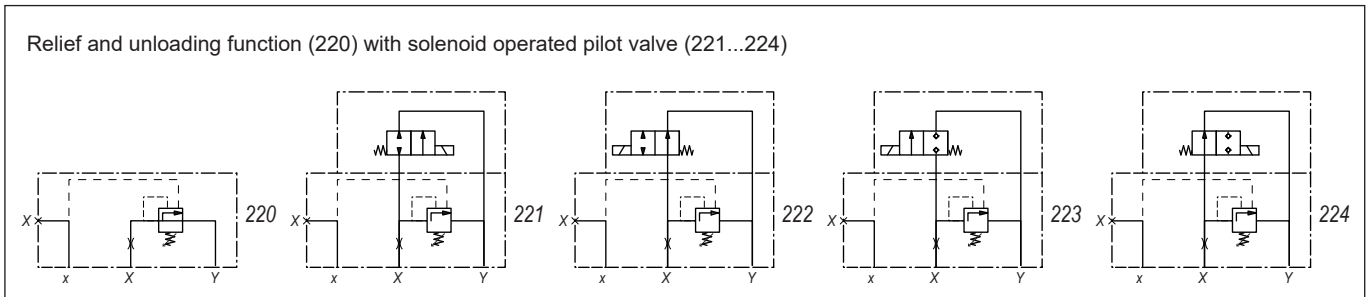 Relief and unloading function (220) with solenoid operated pilot valve (221...224)
X 220 X 221 X 222 X 223 X 224
x X Y x X Y x X Y x X Y x X Y